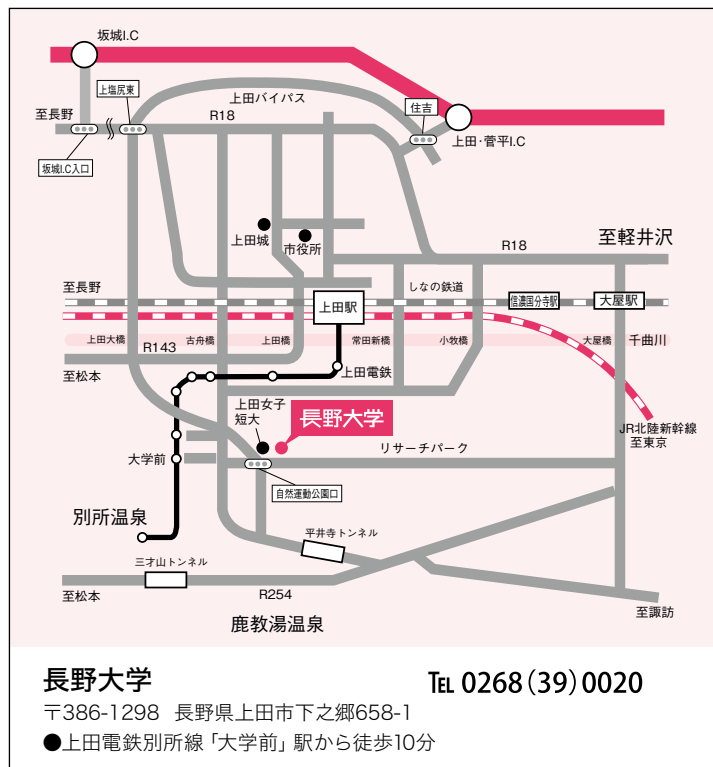 坂城I.C
上塩尻東
上田バイパス
住吉
至長野
R18
上田・菅平I.C
坂城I.C入口
上田城
市役所
R18
至軽井沢
至長野
上田駅
しなの鉄道
信濃国分寺駅
大屋駅
上田大橋
古舟橋
上田橋
常田新橋
小牧橋
大屋橋
千曲川
R143
至松本
上田電鉄
上田女子
短大
長野大学
JR北陸新幹線
至東京
大学前
リサーチパーク
自然運動公園口
別所温泉
平井寺トンネル
三才山トンネル
至松本
R254
至諏訪
鹿教湯温泉
長野大学
TEL 0268(39)0020
〒386-1298 長野県上田市下之郷658-1
●上田電鉄別所線「大学前」駅から徒歩10分